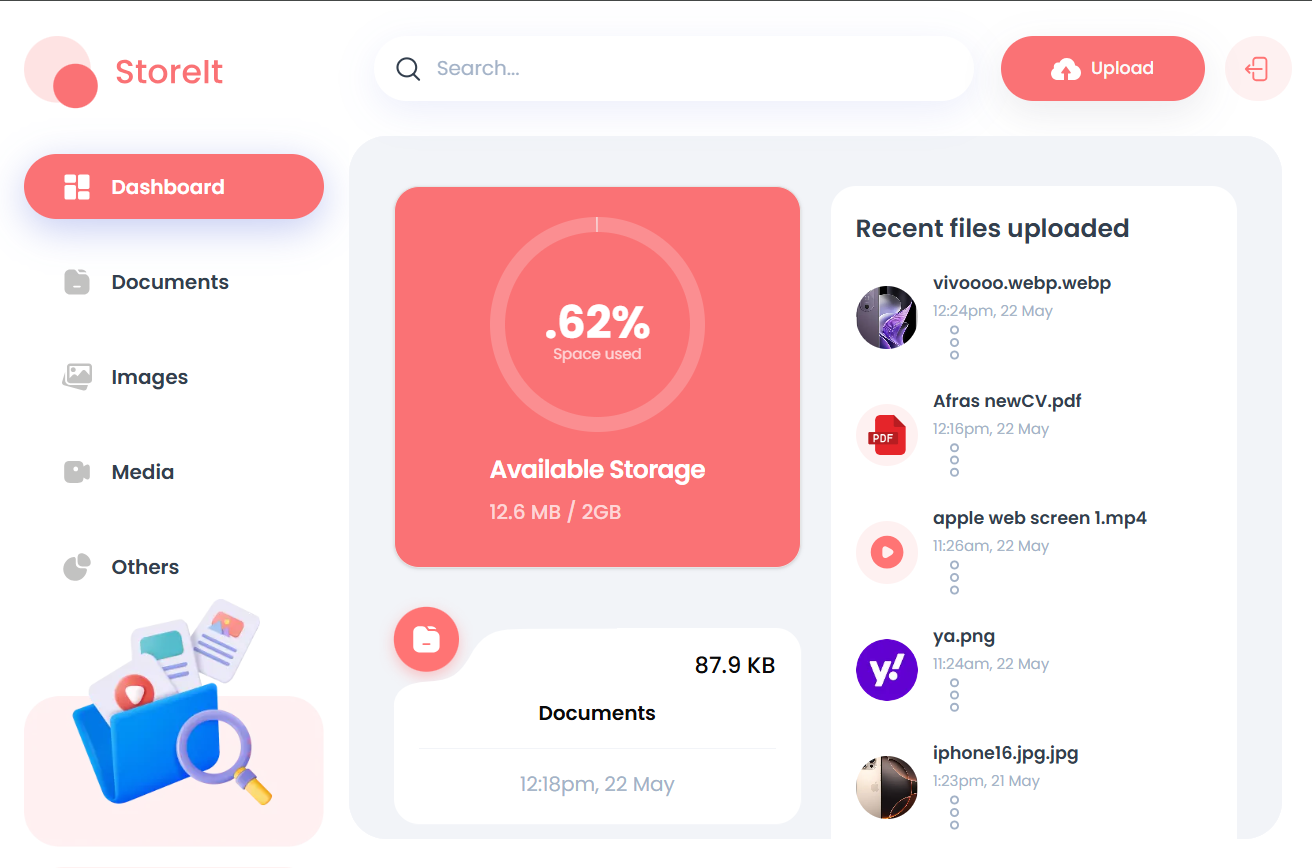 StoreIt
Search...
Upload
Dashboard
Documents
Images
Media
Others
.62%
Space used
Available Storage
12.6 MB / 2GB
87.9 KB
Documents
12:18pm, 22 May
Recent files uploaded
vivoooo.webp.webp
12:24pm, 22 May
Afras newCV.pdf
12:16pm, 22 May
PDF
apple web screen 1.mp4
11:26am, 22 May
ya.png
11:24am, 22 May
y!
iphone16.jpg.jpg
1:23pm, 21 May